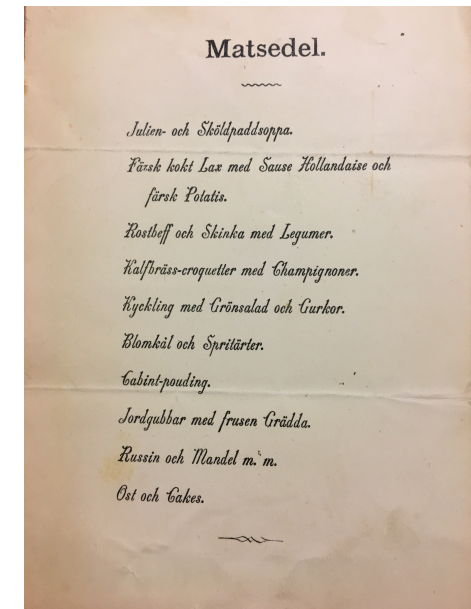 Matsedel.
Julien- och Sköldpaddsoppa.
Färsk kokt Lax med Sause Hollandaise och
färsk Potatis.
Rostbeff och Skinka med Legumer.
Kalfbräss-croquetter med Champignoner.
Kyckling med Grönsalad och Gurkor.
Blomkål och Spritärter.
Cabint-pouding.
Jordgubbar med frusen Grädda.
Russin och Mandel m. m.
Ost och Cakes.